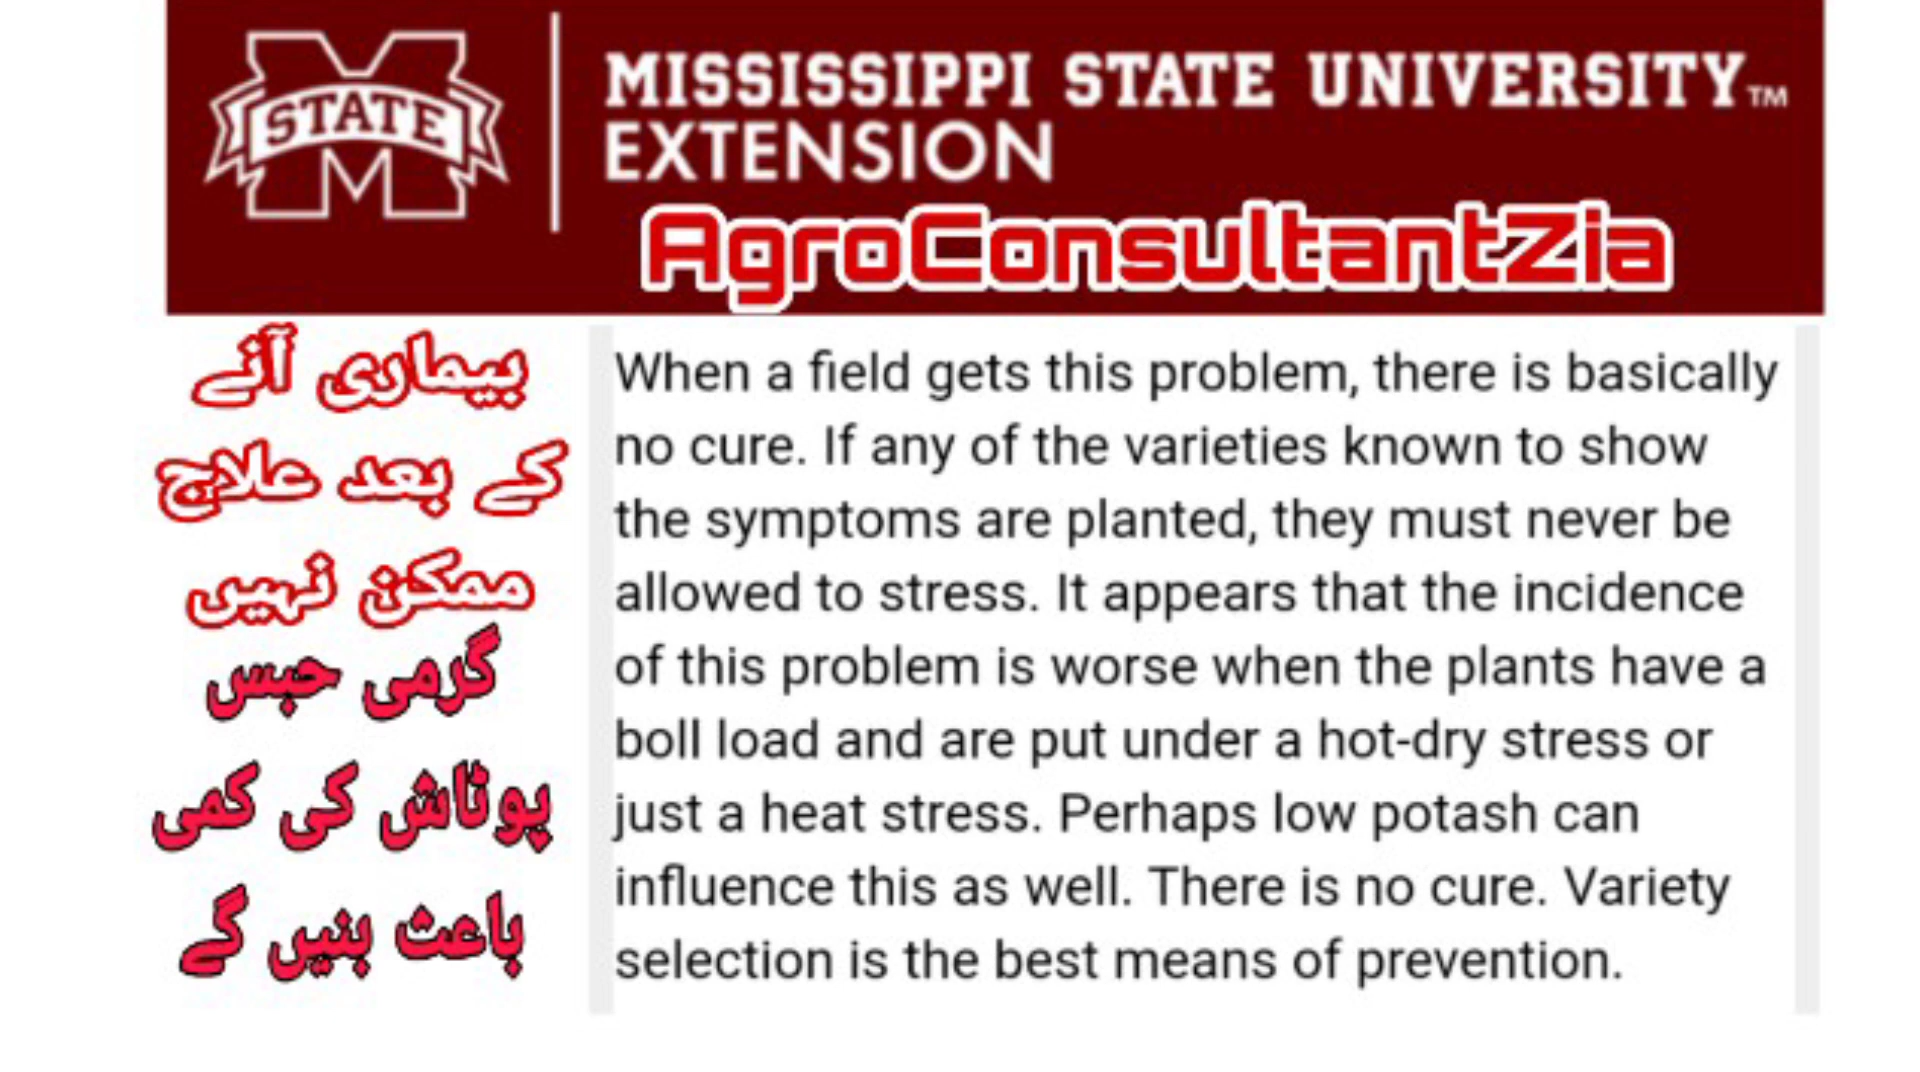 STATE
MISSISSIPPI STATE UNIVERSITY™
EXTENSION
AgroConsultantZia
بیماری آنے
کے بعد علاج
ممکن نہیں
گرمی حبس
پوٹاش کی کمی
باعث بنیں گے
When a field gets this problem, there is basically
no cure. If any of the varieties known to show
the symptoms are planted, they must never be
allowed to stress. It appears that the incidence
of this problem is worse when the plants have a
boll load and are put under a hot-dry stress or
just a heat stress. Perhaps low potash can
influence this as well. There is no cure. Variety
selection is the best means of prevention.